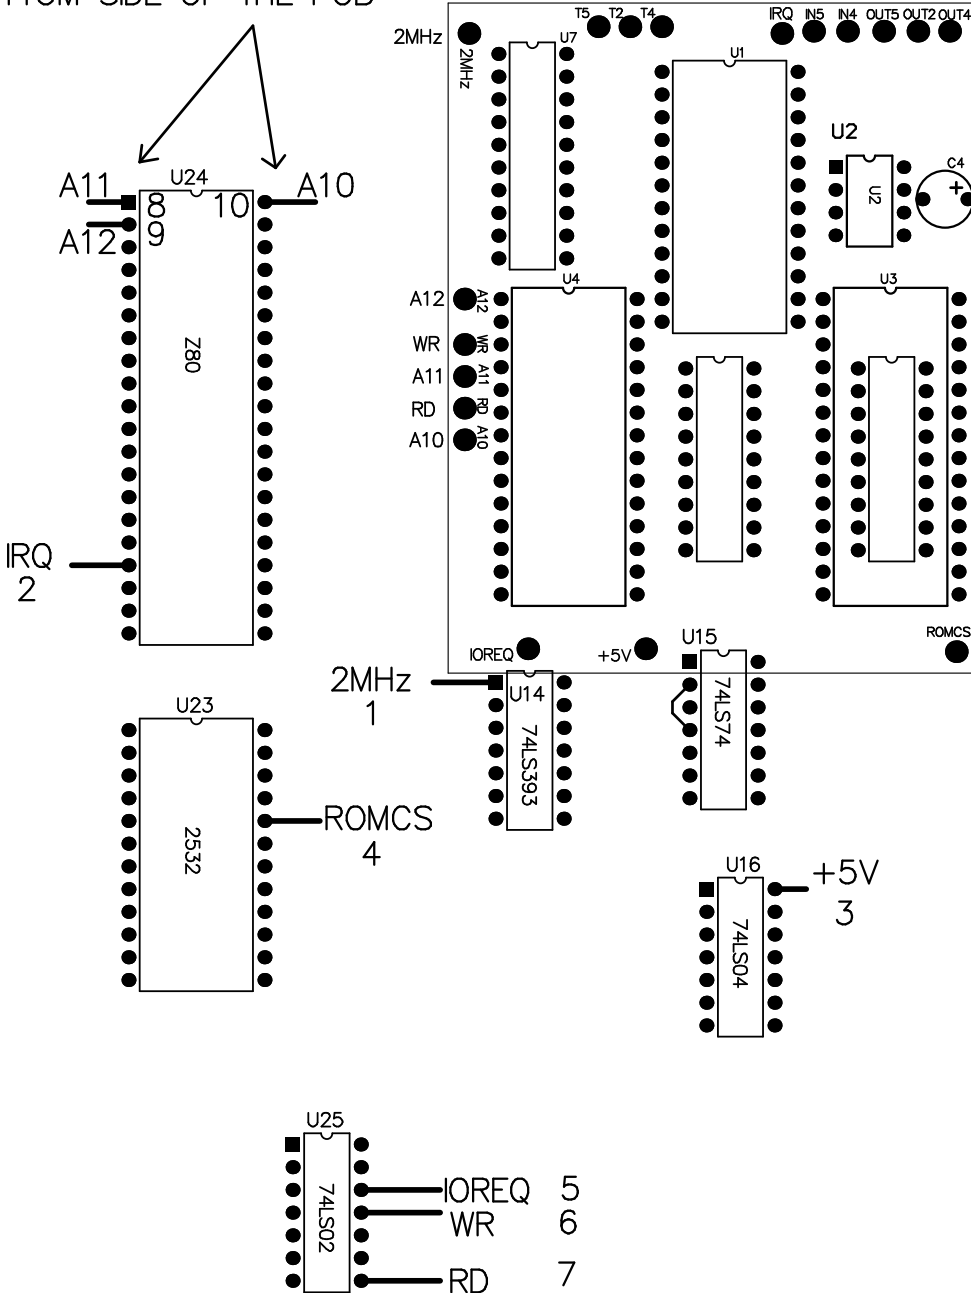 SIDE OF THE PCB
2MHz
2MHz
U7
T5 T2 T4
U1
IRQ IN5 IN4 OUT5 OUT2 OUT4
U2
U2
C4
+
U24
A11
A12
8
9
10
A10
Z80
IRQ
2
U4
U3
A12
A12
WR
WR
A11
A11
RD
RD
A10
A10
IOREQ
+5V
ROMCS
2MHz
1
U14
74LS393
U15
74LS74
U23
2532
ROMCS
4
U16
74LS04
+5V
3
U25
74LS02
IOREQ 5
WR 6
RD 7